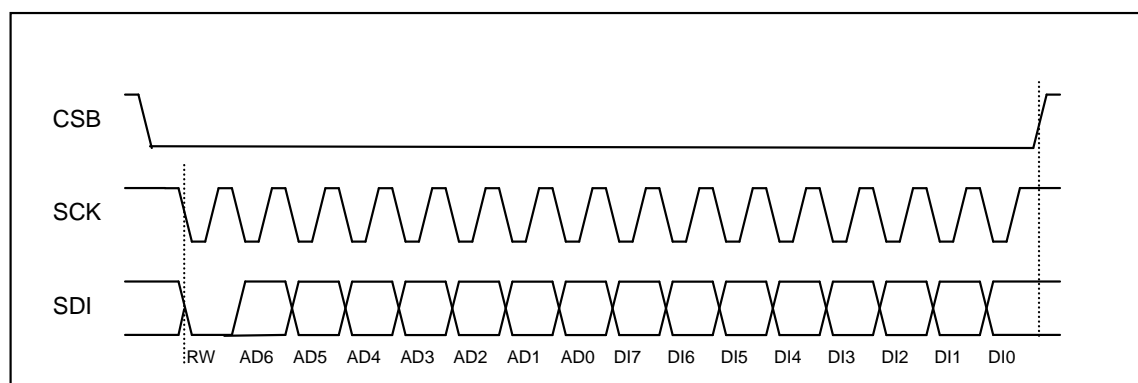 CSB
SCK
SDI
RW AD6 AD5 AD4 AD3 AD2 AD1 AD0 DI7 DI6 DI5 DI4 DI3 DI2 DI1 DI0